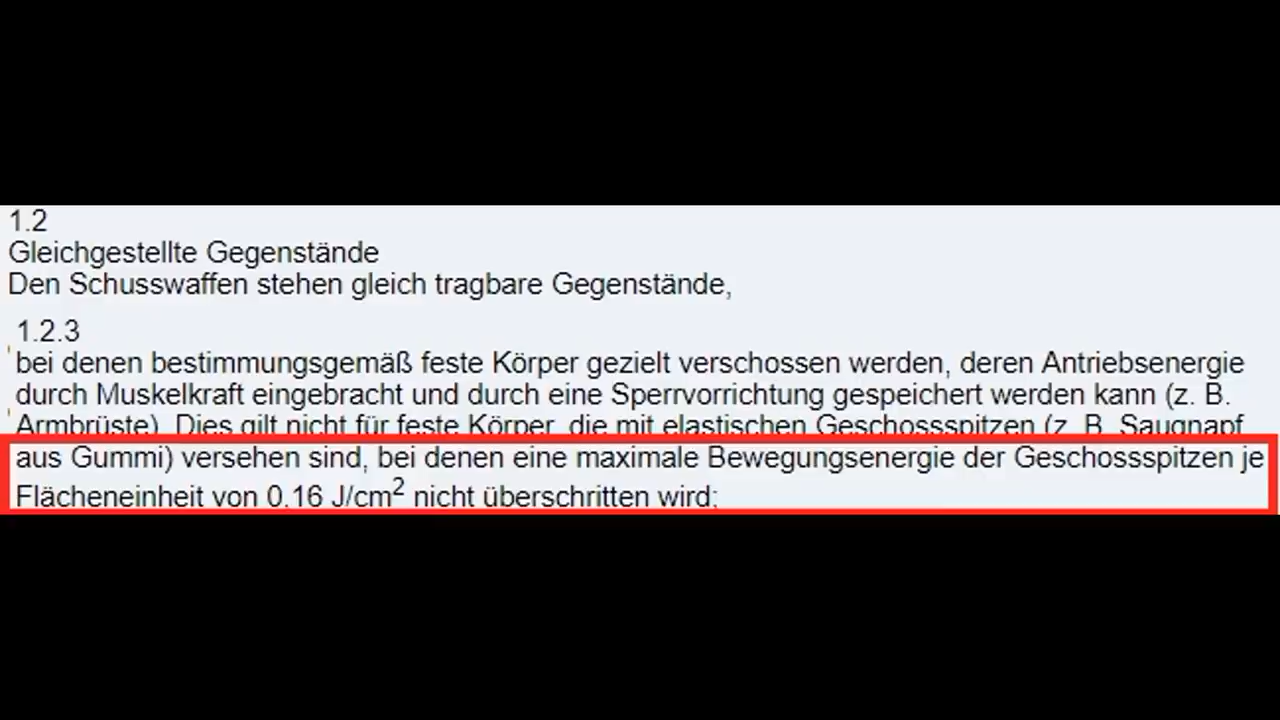 1.2
Gleichgestellte Gegenstände
Den Schusswaffen stehen gleich tragbare Gegenstände,
1.2.3
bei denen bestimmungsgemäß feste Körper gezielt verschossen werden, deren Antriebsenergie
durch Muskelkraft eingebracht und durch eine Sperrvorrichtung gespeichert werden kann (z. B.
Armbrüste). Dies gilt nicht für feste Körper, die mit elastischen Geschossspitzen (z. B. Saugnapf
aus Gummi) versehen sind, bei denen eine maximale Bewegungsenergie der Geschossspitzen je
Flächeneinheit von 0.16 J/cm² nicht überschritten wird;